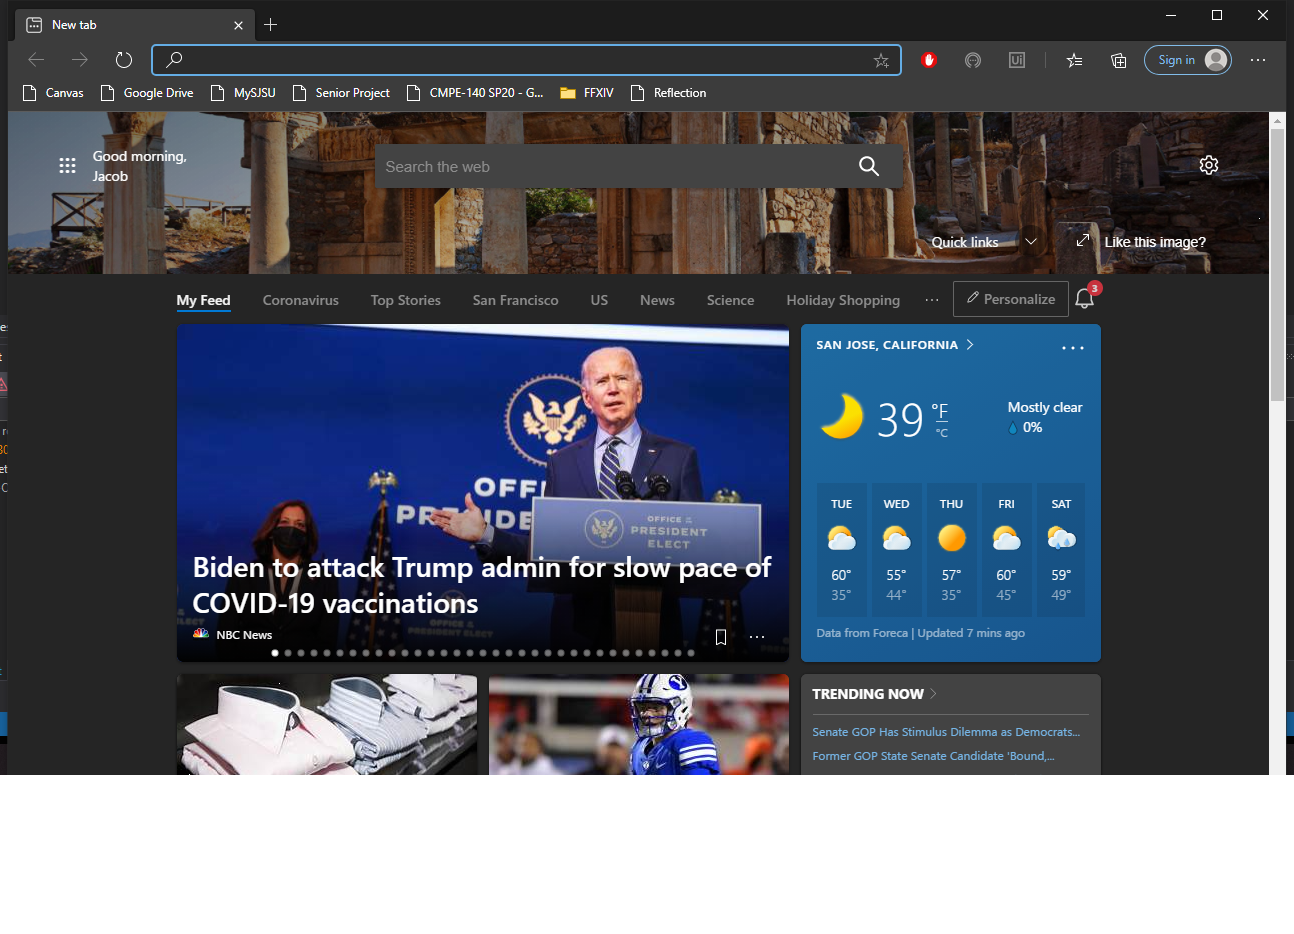 New tab
Sign in
Canvas
Google Drive
MySJSU
Senior Project
CMPE-140 SP20 - G...
FFXIV
Reflection
Good morning,
Jacob
Search the web
Quick links
Like this image?
My Feed
Coronavirus
Top Stories
San Francisco
US
News
Science
Holiday Shopping
...
Personalize
3
OFFICE OF THE
PRESIDENT
ELECT
Biden to attack Trump admin for slow pace of
COVID-19 vaccinations
NBC News
SAN JOSE, CALIFORNIA
39 °F
°C
Mostly clear
0%
TUE WED THU FRI SAT
60° 55° 57° 60° 59°
35° 44° 35° 45° 49°
Data from Foreca | Updated 7 mins ago
TRENDING NOW
Senate GOP Has Stimulus Dilemma as Democrats...
Former GOP State Senate Candidate 'Bound,...